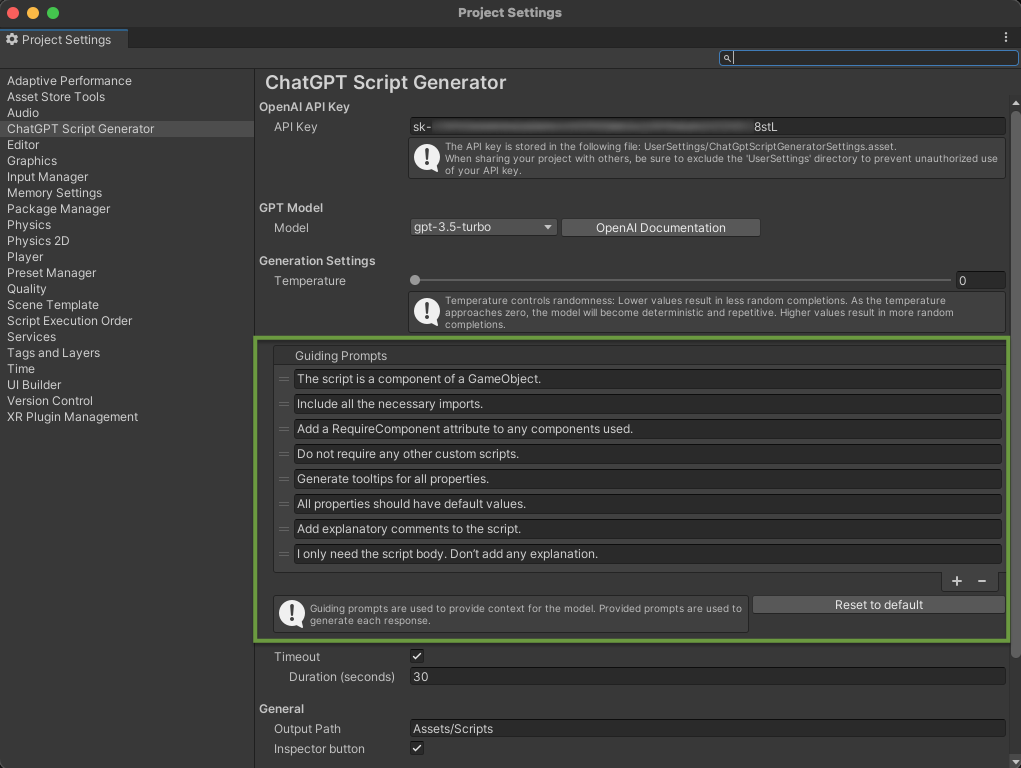 Project Settings
Project Settings
Adaptive Performance
Asset Store Tools
Audio
ChatGPT Script Generator
Editor
Graphics
Input Manager
Memory Settings
Package Manager
Physics
Physics 2D
Player
Preset Manager
Quality
Scene Template
Script Execution Order
Services
Tags and Layers
Time
UI Builder
Version Control
XR Plugin Management
ChatGPT Script Generator
OpenAI API Key
API Key
sk- 8stL
The API key is stored in the following file: UserSettings/ChatGptScriptGeneratorSettings.asset.
When sharing your project with others, be sure to exclude the 'UserSettings' directory to prevent unauthorized use
of your API key.
GPT Model
Model gpt-3.5-turbo OpenAI Documentation
Generation Settings
Temperature 0
Temperature controls randomness: Lower values result in less random completions. As the temperature
approaches zero, the model will become deterministic and repetitive. Higher values result in more random
completions.
Guiding Prompts
The script is a component of a GameObject.
Include all the necessary imports.
Add a RequireComponent attribute to any components used.
Do not require any other custom scripts.
Generate tooltips for all properties.
All properties should have default values.
Add explanatory comments to the script.
I only need the script body. Don't add any explanation.
+ −
Guiding prompts are used to provide context for the model. Provided prompts are used to
generate each response.
Reset to default
Timeout
Duration (seconds) 30
General
Output Path Assets/Scripts
Inspector button